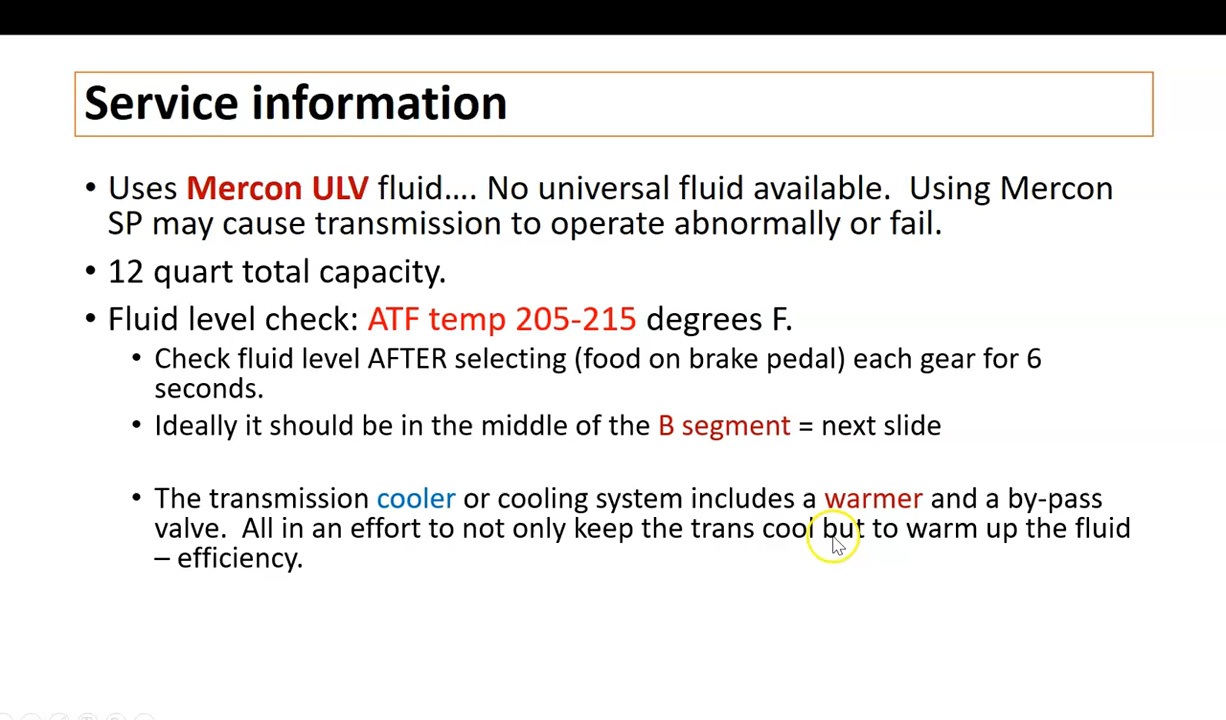 Service information
• Uses Mercon ULV fluid…. No universal fluid available.  Using Mercon
SP may cause transmission to operate abnormally or fail.
• 12 quart total capacity.
• Fluid level check: ATF temp 205-215 degrees F.
• Check fluid level AFTER selecting (food on brake pedal) each gear for 6
seconds.
• Ideally it should be in the middle of the B segment = next slide
• The transmission cooler or cooling system includes a warmer and a by-pass
valve.  All in an effort to not only keep the trans cool but to warm up the fluid
– efficiency.